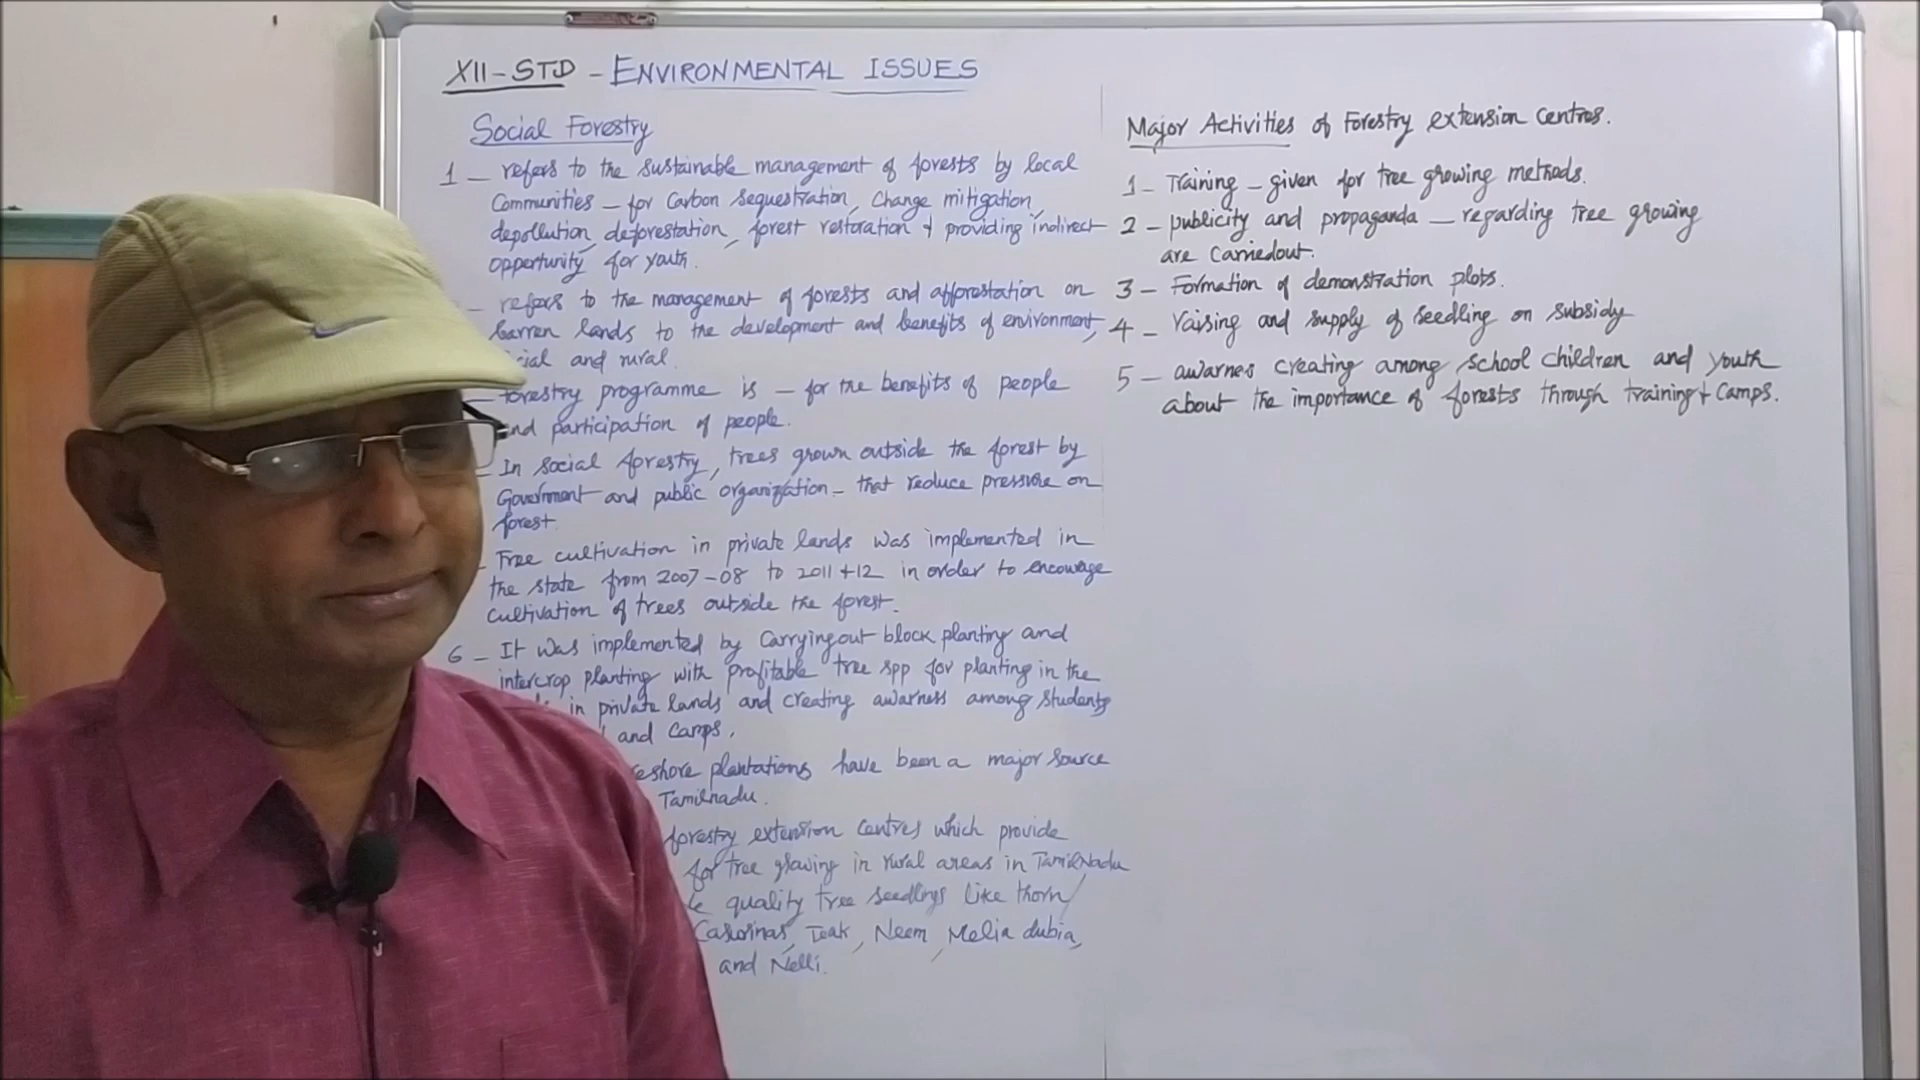 XII-STD - ENVIRONMENTAL ISSUES
Social Forestry
1 - refers to the sustainable management of forests by local
Communities - for Carbon sequestration, Change mitigation,
depollution, deforestation, forest restoration + providing indirect
opportunity for youth.
- refers to the management of forests and afforestation on
barren lands to the development and benefits of environment,
cial and rural.
- forestry programme is - for the benefits of people
and participation of people.
- In social forestry, trees grown outside the forest by
Government and public organization - that reduce pressure on
forest.
- Free cultivation in private lands was implemented in
the state from 2007-08 to 2011+12 in order to encourage
cultivation of trees outside the forest.
6 - It was implemented by Carryingout block planting and
intercrop planting with profitable tree spp for planting in the
in private lands and creating awarness among students
and Camps.
eshore plantations have been a major source
Tamilnadu.
forestry extension centres which provide
for tree growing in rural areas in TamilNadu
quality tree seedlings like thorn
Teak, Neem, Melia dubia,
and Nelli.
Major Activities of Forestry extension Centres.
1 - Training - given for tree growing methods.
2 - publicity and propaganda - regarding tree growing
are Carriedout.
3 - Formation of demonstration plots.
4 - raising and supply of seedling on subsidy
5 - awarnes creating among school children and youth
about the importance of forests through training + Camps.